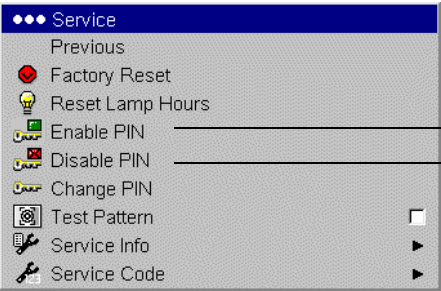 Service
Previous
Factory Reset
Reset Lamp Hours
Enable PIN
Disable PIN
Change PIN
Test Pattern
Service Info
Service Code